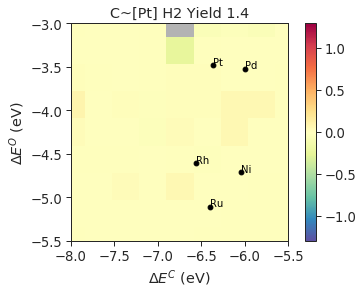 C~[Pt] H2 Yield 1.4
−3.0
−3.5
−4.0
−4.5
−5.0
−5.5
ΔE^O (eV)
Pt
Pd
Rh
Ni
Ru
−8.0 −7.5 −7.0 −6.5 −6.0 −5.5
ΔE^C (eV)
1.0
0.5
0.0
−0.5
−1.0